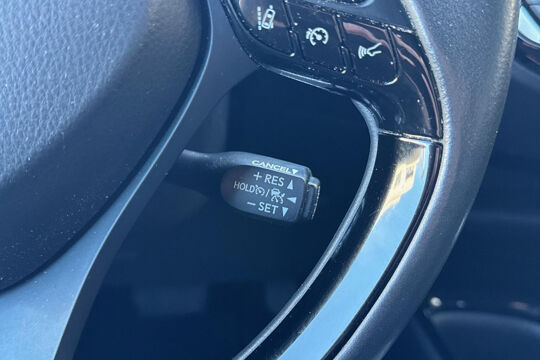 CANCEL
+ RES
HOLD /
− SET